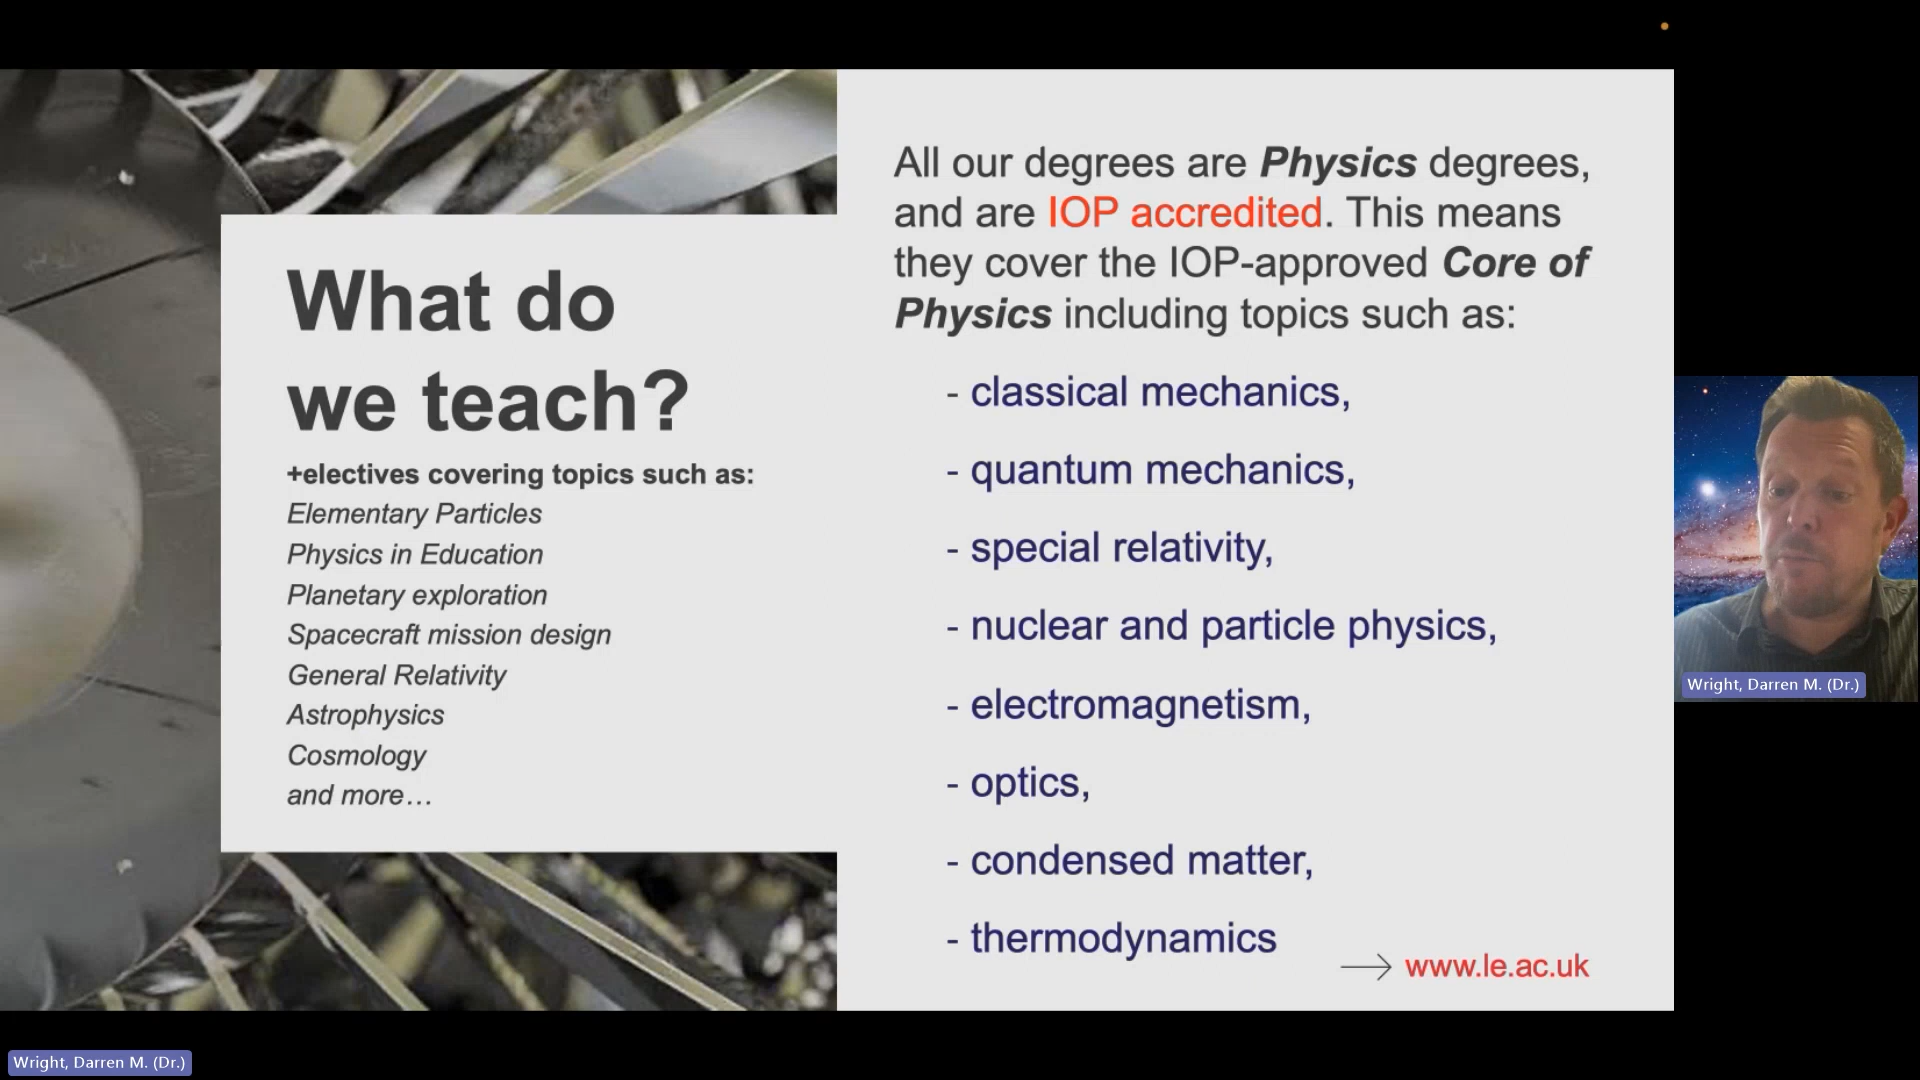 What do
we teach?
+electives covering topics such as:
Elementary Particles
Physics in Education
Planetary exploration
Spacecraft mission design
General Relativity
Astrophysics
Cosmology
and more…
All our degrees are Physics degrees,
and are IOP accredited. This means
they cover the IOP-approved Core of
Physics including topics such as:
- classical mechanics,
- quantum mechanics,
- special relativity,
- nuclear and particle physics,
- electromagnetism,
- optics,
- condensed matter,
- thermodynamics
www.le.ac.uk
Wright, Darren M. (Dr.)
Wright, Darren M. (Dr.)